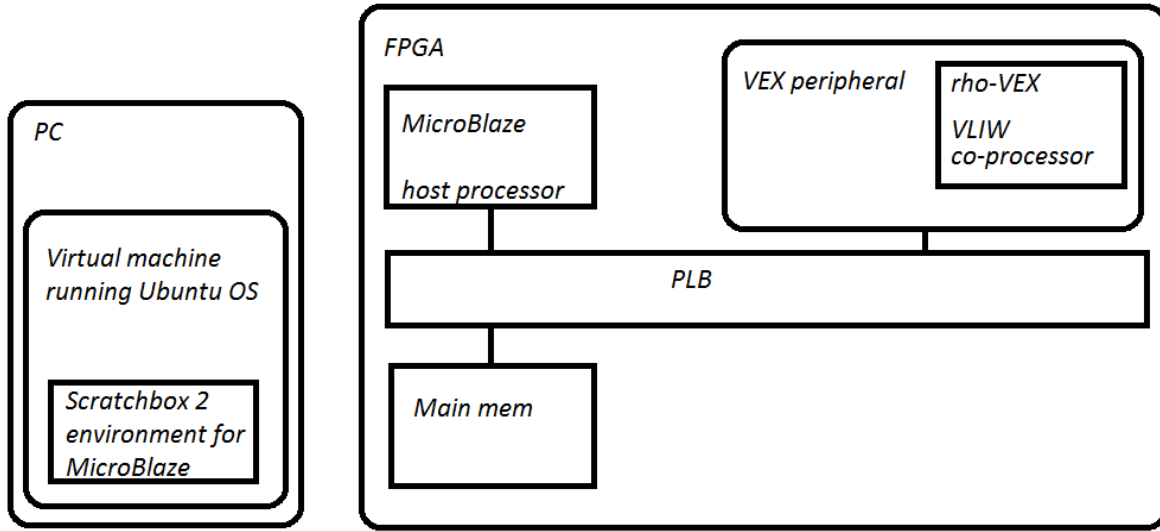 PC
Virtual machine
running Ubuntu OS
Scratchbox 2
environment for
MicroBlaze
FPGA
MicroBlaze
host processor
VEX peripheral
rho-VEX
VLIW
co-processor
PLB
Main mem